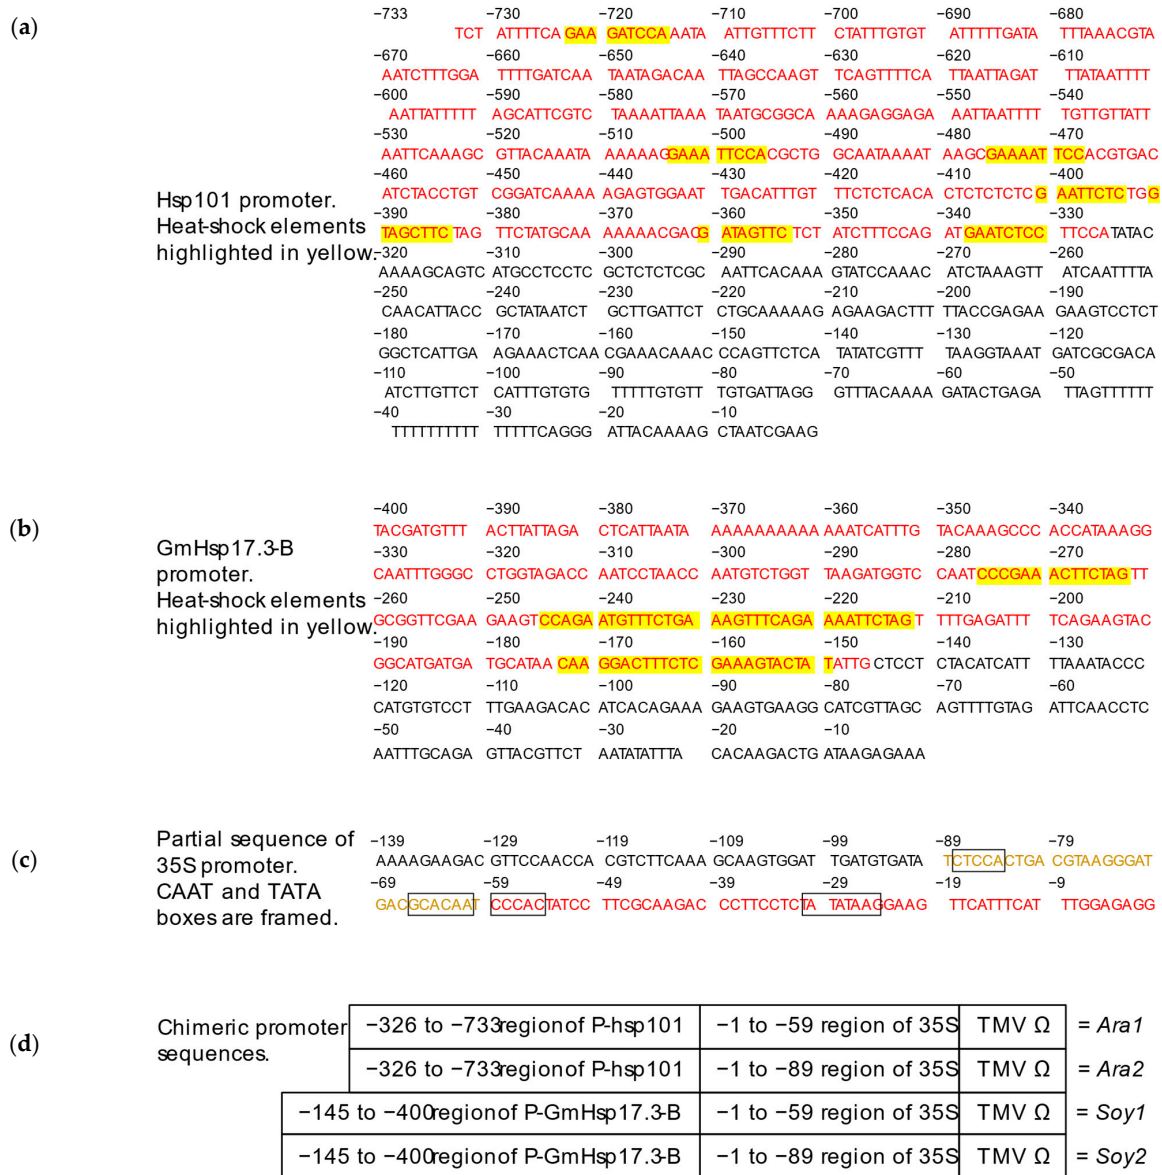 (a)
−733 −730 −720 −710 −700 −690 −680
TCT ATTTTCA GAA GATCCA AATA ATTGTTTCTT CTATTTGTGT ATTTTTGATA TTTAAACGTA
−670 −660 −650 −640 −630 −620 −610
AATCTTTGGA TTTTGATCAA TAATAGACAA TTAGCCAAGT TCAGTTTTCA TTAATTAGAT TTATAATTTT
−600 −590 −580 −570 −560 −550 −540
AATTATTTTT AGCATTCGTC TAAAATTAAA TAATGCGGCA AAAGAGGAGA AATTAATTTT TGTTGTTATT
−530 −520 −510 −500 −490 −480 −470
AATTCAAAGC GTTACAAATA AAAAAGGAAA TTCCACGCTG GCAATAAAAT AAGCGAAAAT TCCACGTGAC
−460 −450 −440 −430 −420 −410 −400
ATCTACCTGT CGGATCAAAA AGAGTGGAAT TGACATTTGT TTCTCTCACA CTCTCTCTCG AATTCTCTGG G
−390 −380 −370 −360 −350 −340 −330
TAGCTTCTAG TTCTATGCAA AAAAACGACG ATAGTTCTCT ATCTTTCCAG ATGAATCTCC TTCCATATAC
−320 −310 −300 −290 −280 −270 −260
AAAAGCAGTC ATGCCTCCTC GCTCTCTCGC AATTCACAAA GTATCCAAAC ATCTAAAGTT ATCAATTTTA
−250 −240 −230 −220 −210 −200 −190
CAACATTACC GCTATAATCT GCTTGATTCT CTGCAAAAAG AGAAGACTTT TTACCGAGAA GAAGTCCTCT
−180 −170 −160 −150 −140 −130 −120
GGCTCATTGA AGAAACTCAA CGAAACAAAC CCAGTTCTCA TATATCGTTT TAAGGTAAAT GATCGCGACA
−110 −100 −90 −80 −70 −60 −50
ATCTTGTTCT CATTTGTGTG TTTTTGTGTT TGTGATTAGG GTTTACAAAA GATACTGAGA TTAGTTTTTT
−40 −30 −20 −10
TTTTTTTTTT TTTTTCAGGG ATTACAAAAG CTAATCGAAG
Hsp101 promoter.
Heat-shock elements
highlighted in yellow.
(b)
−400 −390 −380 −370 −360 −350 −340
TACGATGTTT ACTTATTAGA CTCATTAATA AAAAAAAAAA AAATCATTTG TACAAAGCCC ACCATAAAGG
−330 −320 −310 −300 −290 −280 −270
CAATTTGGGC CTGGTAGACC AATCCTAACC AATGTCTGGT TAAGATGGTC CAATCCCGAA ACTTCTAGTT
−260 −250 −240 −230 −220 −210 −200
GCGGTTCGAA GAAGTCCAGA ATGTTTCTGA AAGTTTCAGA AAATTCTAGT TTTGAGATTT TCAGAAGTAC
−190 −180 −170 −160 −150 −140 −130
GGCATGATGA TGCATAACAA GGACTTTCTC GAAAGTACTA TATTGCTCCT CTACATCATT TTAAATACCC
−120 −110 −100 −90 −80 −70 −60
CATGTGTCCT TTGAAGACAC ATCACAGAAA GAAGTGAAGG CATCGTTAGC AGTTTTGTAG ATTCAACCTC
−50 −40 −30 −20 −10
AATTTGCAGA GTTACGTTCT AATATATTTA CACAAGACTG ATAAGAGAAA
GmHsp17.3-B
promoter.
Heat-shock elements
highlighted in yellow.
(c)
Partial sequence of
35S promoter.
CAAT and TATA
boxes are framed.
−139 −129 −119 −109 −99 −89 −79
AAAAGAAGAC GTTCCAACCA CGTCTTCAAA GCAAGTGGAT TGATGTGATA TCTCCACTGA CGTAAGGGAT
−69 −59 −49 −39 −29 −19 −9
GACGCACAAT CCCACTATCC TTCGCAAGAC CCTTCCTCTA TATAAGGAAG TTCATTTCAT TTGGAGAGG
(d)
Chimeric promoter
sequences.
−326 to −733 region of P-hsp101 −1 to −59 region of 35S TMV Ω = Ara1
−326 to −733 region of P-hsp101 −1 to −89 region of 35S TMV Ω = Ara2
−145 to −400 region of P-GmHsp17.3-B −1 to −59 region of 35S TMV Ω = Soy1
−145 to −400 region of P-GmHsp17.3-B −1 to −89 region of 35S TMV Ω = Soy2